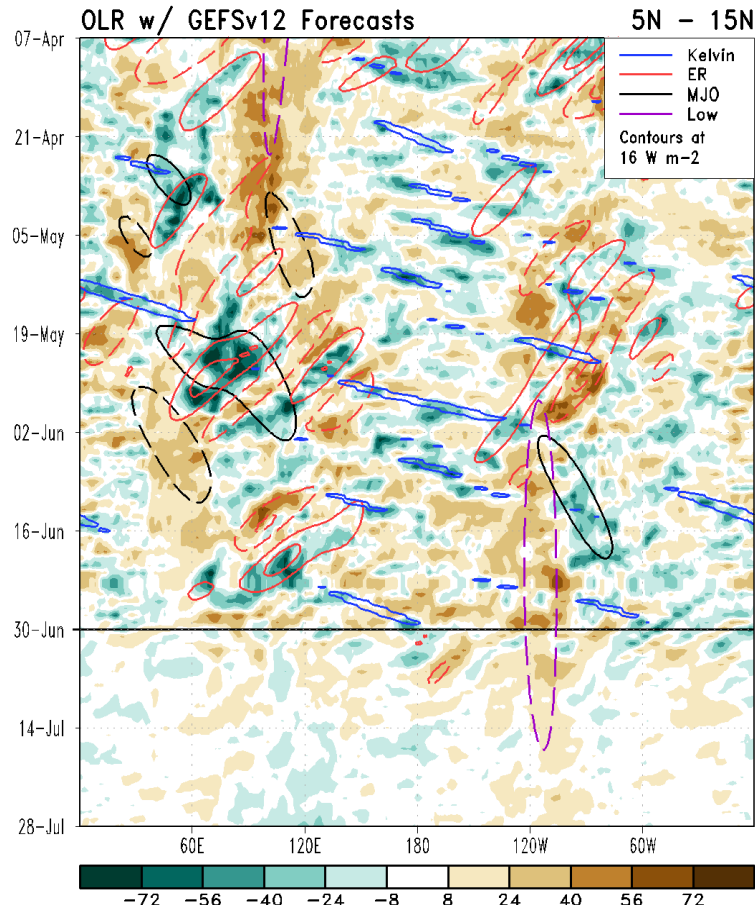 OLR w/ GEFSv12 Forecasts 5N - 15N
07-Apr
21-Apr
05-May
19-May
02-Jun
16-Jun
30-Jun
14-Jul
28-Jul
Kelvin
ER
MJO
Low
Contours at
16 W m-2
60E 120E 180 120W 60W
-72 -56 -40 -24 -8 8 24 40 56 72